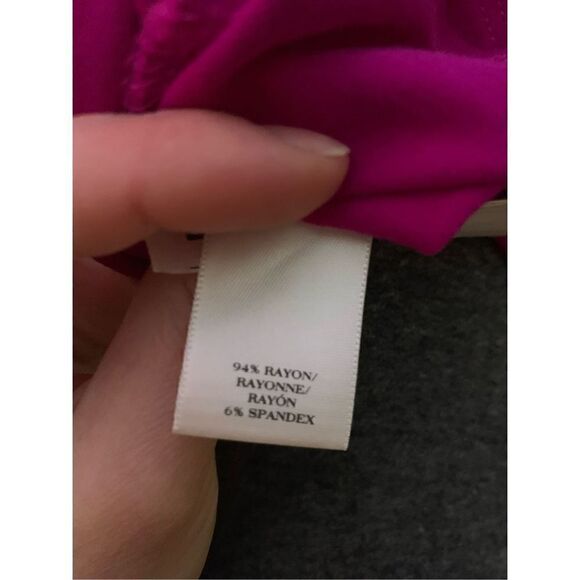 94% RAYON/
RAYONNE/
RAYÓN
6% SPANDEX